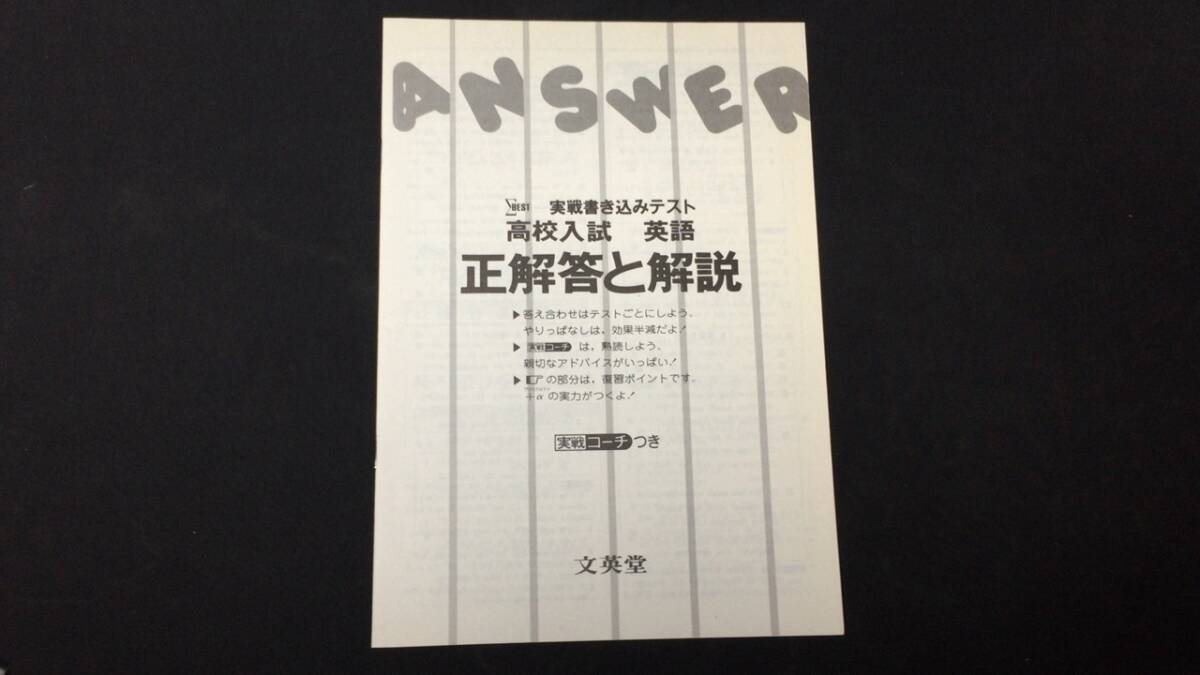 ANSWER
ΣBEST 実戦書き込みテスト
高校入試 英語
正解答と解説
▶答え合わせはテストごとにしよう。
やりっぱなしは，効果半減だよ！
▶実戦コーチ は，熟読しよう。
親切なアドバイスがいっぱい！
▶☞の部分は，復習ポイントです。
+αの実力がつくよ！
実戦コーチつき
文英堂